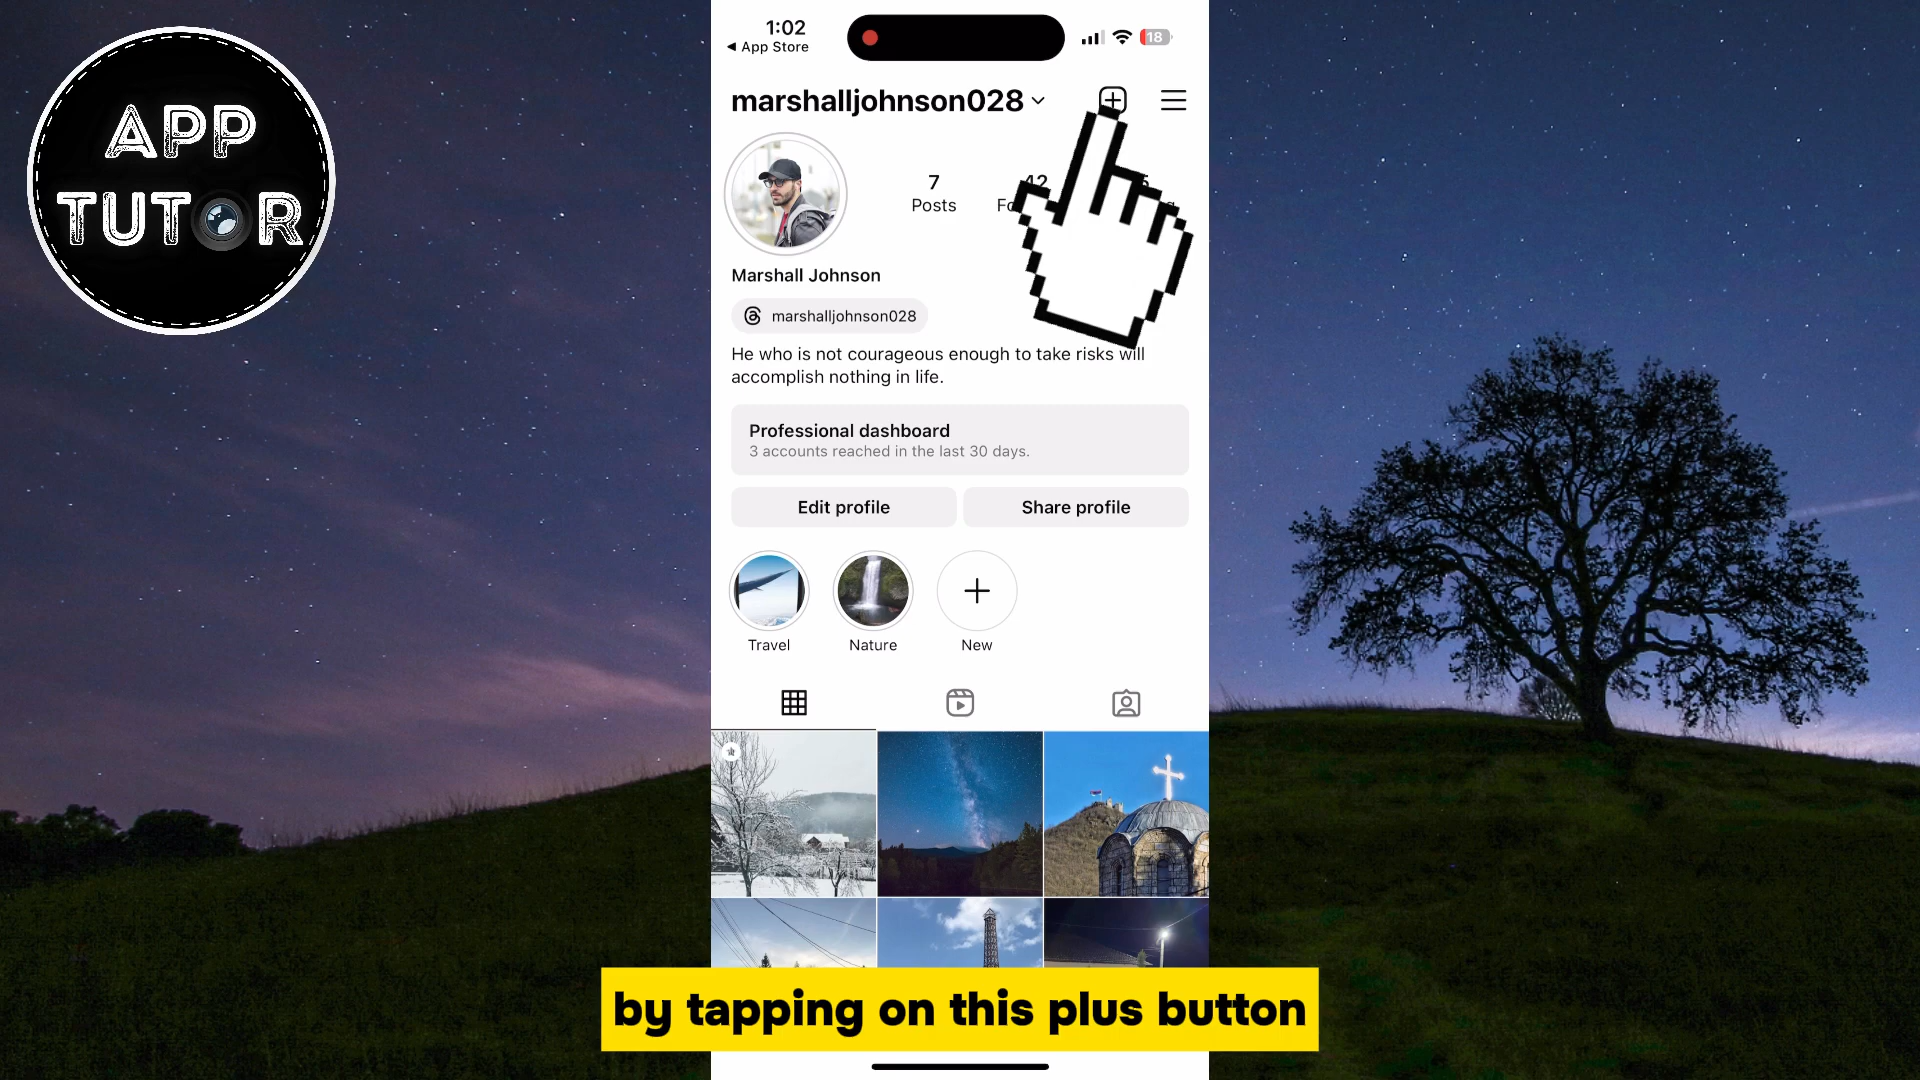 APP
TUTOR
1:02
App Store
18
marshalljohnson028
7
42
Posts
Marshall Johnson
marshalljohnson028
He who is not courageous enough to take risks will
accomplish nothing in life.
Professional dashboard
3 accounts reached in the last 30 days.
Edit profile
Share profile
Travel
Nature
New
by tapping on this plus button